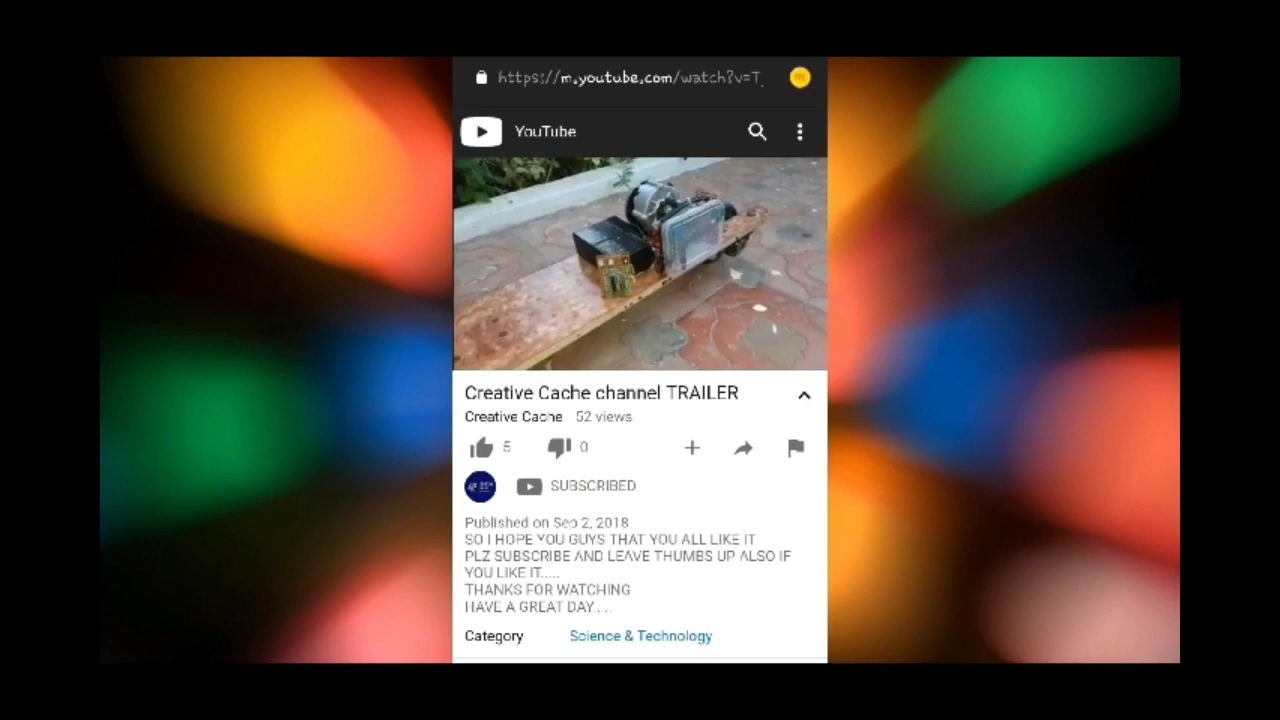 https://m.youtube.com/watch?v=T
YouTube
Creative Cache channel TRAILER
Creative Cache 52 views
5 0
SUBSCRIBED
Published on Sep 2, 2018
SO I HOPE YOU GUYS THAT YOU ALL LIKE IT
PLZ SUBSCRIBE AND LEAVE THUMBS UP ALSO IF
YOU LIKE IT.....
THANKS FOR WATCHING
HAVE A GREAT DAY....
Category Science & Technology